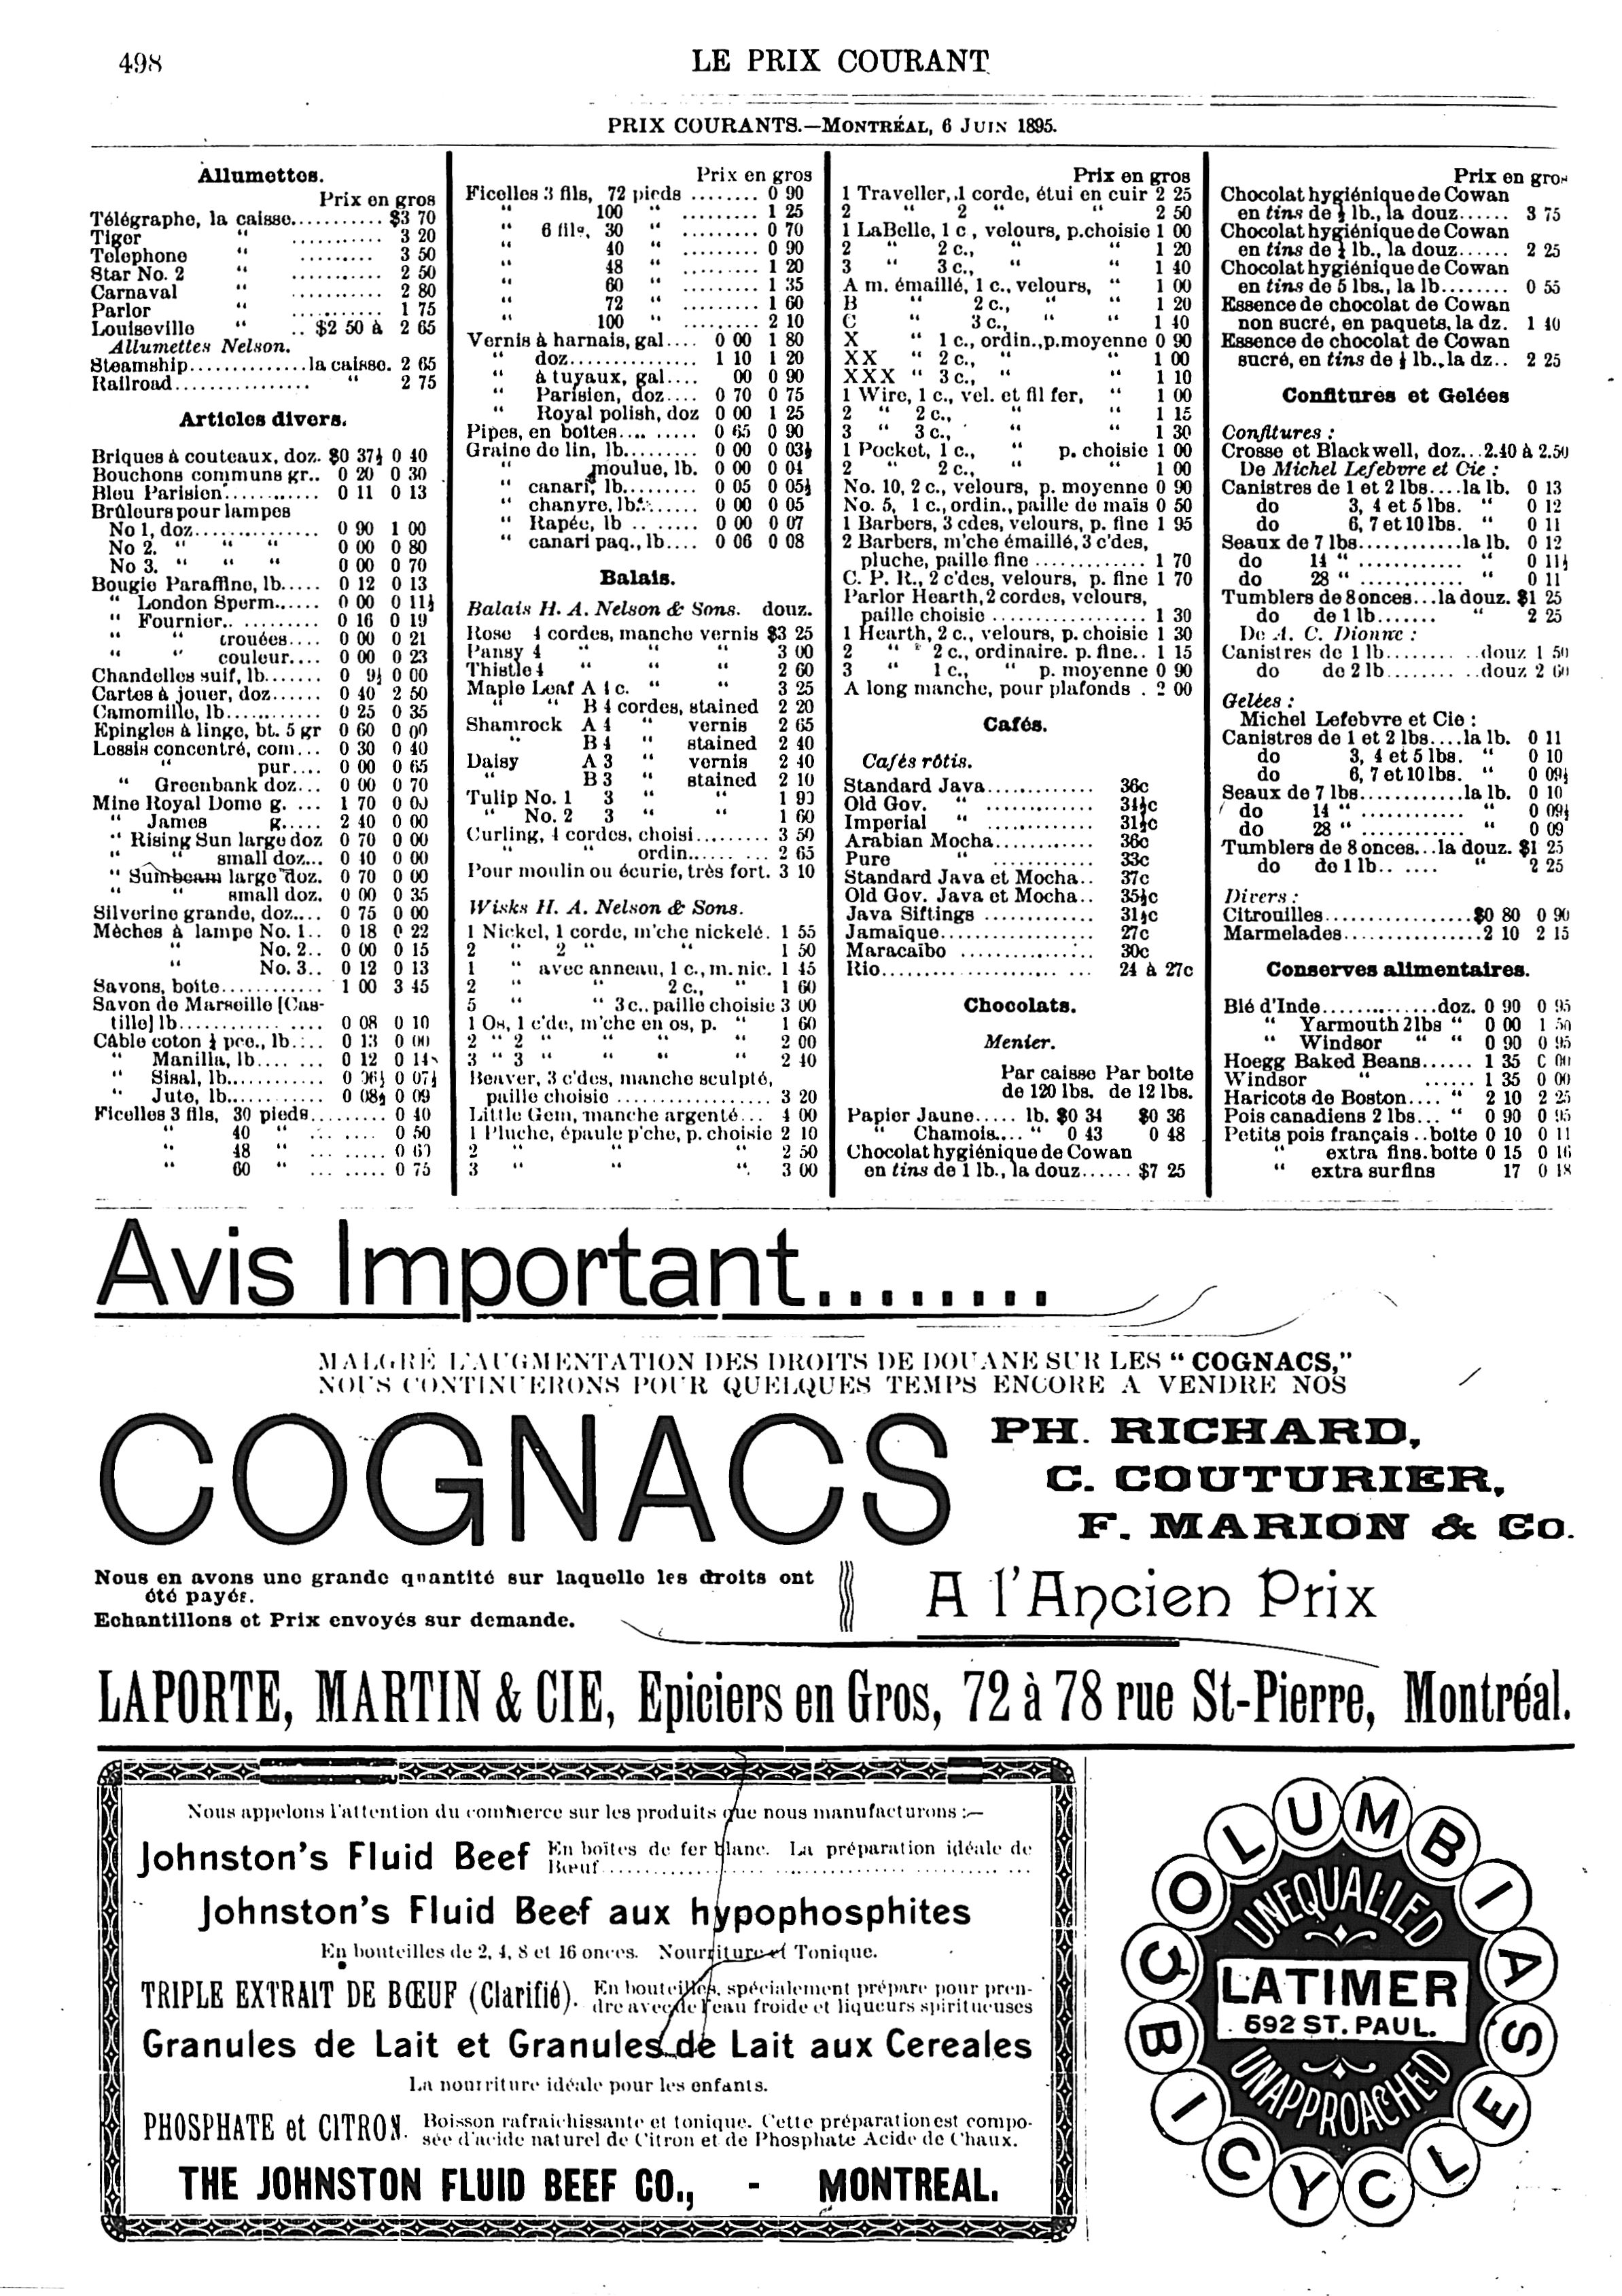 498
LE PRIX COURANT
PRIX COURANTS.—MONTRÉAL, 6 JUIN 1895.
Allumettes.
Prix en gros
Télégraphe, la caisse........... $3 70
Tiger " ........... 3 20
Telephone " ......... 3 50
Star No. 2 " .......... 2 50
Carnaval " ........... 2 80
Parlor " ........... 1 75
Louiseville " .. $2 50 à 2 65
Allumettes Nelson.
Steamship..............la caisse. 2 65
Railroad................ " 2 75
Articles divers.
Briques à couteaux, doz. $0 37½ 0 40
Bouchons communs gr.. 0 20 0 30
Bleu Parisien............ 0 11 0 13
Brûleurs pour lampes
No 1, doz............... 0 90 1 00
No 2. " " " 0 00 0 80
No 3. " " " 0 00 0 70
Bougie Paraffine, lb..... 0 12 0 13
" London Sperm...... 0 00 0 11½
" Fournier.. ......... 0 16 0 19
" " trouées.... 0 00 0 21
" " couleur.... 0 00 0 23
Chandelles suif, lb....... 0 9½ 0 00
Cartes à jouer, doz...... 0 40 2 50
Camomille, lb............ 0 25 0 35
Epingles à linge, bt. 5 gr 0 60 0 00
Lessis concentré, com... 0 30 0 40
" pur.... 0 00 0 65
" Greenbank doz... 0 00 0 70
Mine Royal Dome g. ... 1 70 0 00
" James g..... 2 40 0 00
" Rising Sun large doz 0 70 0 00
" " small doz... 0 40 0 00
" Sunbeam large doz. 0 70 0 00
" " small doz. 0 00 0 35
Silverine grande, doz.... 0 75 0 00
Mèches à lampe No. 1.. 0 18 0 22
" No. 2.. 0 00 0 15
" No. 3.. 0 12 0 13
Savons, boîte............ 1 00 3 45
Savon de Marseille [Cas-
tille] lb............ .... 0 08 0 10
Câble coton ¼ pce., lb.... 0 13 0 00
" Manilla, lb.... ... 0 12 0 14
" Sisal, lb............ 0 06½ 0 07½
" Jute, lb............ 0 08½ 0 09
Ficelles 3 fils, 30 pieds......... 0 40
" 40 " ... .... 0 50
" 48 " . ...... 0 60
" 60 " ... ..... 0 75
Prix en gros
Ficelles 3 fils, 72 pieds ........ 0 90
" 100 " ......... 1 25
" 6 fils, 30 " ......... 0 70
" 40 " ......... 0 90
" 48 " ......... 1 20
" 60 " ......... 1 35
" 72 " ......... 1 60
" 100 " ......... 2 10
Vernis à harnais, gal.... 0 00 1 80
" doz............... 1 10 1 20
" à tuyaux, gal.... 00 0 90
" Parisien, doz.... 0 70 0 75
" Royal polish, doz 0 00 1 25
Pipes, en boîtes.... ..... 0 65 0 90
Graine de lin, lb......... 0 00 0 03½
" moulue, lb. 0 00 0 04
" canari, lb......... 0 05 0 05½
" chanvre, lb....... 0 00 0 05
" Rapée, lb .. ..... 0 00 0 07
" canari paq., lb.... 0 06 0 08
Balais.
Balais H. A. Nelson & Sons. douz.
Rose 4 cordes, manche vernis $3 25
Pansy 4 " " " 3 00
Thistle 4 " " " 2 60
Maple Leaf A 4 c. " " 3 25
" " B 4 cordes, stained 2 20
Shamrock A 4 " vernis 2 65
" B 4 " stained 2 40
Daisy A 3 " vernis 2 40
" B 3 " stained 2 10
Tulip No. 1 3 " " 1 90
" No. 2 3 " " 1 60
Curling, 4 cordes, choisi......... 3 50
" " ordin....... ... 2 65
Pour moulin ou écurie, très fort. 3 10
Wisks H. A. Nelson & Sons.
1 Nickel, 1 corde, m'che nickelé. 1 55
2 " 2 " " 1 50
1 " avec anneau, 1 c., m. nic. 1 45
2 " " 2 c., " 1 60
5 " " 3 c., paille choisie 3 00
1 Os, 1 c'de, m'che en os, p. " 1 60
2 " 2 " " " " 2 00
3 " 3 " " " " 2 40
Beaver, 3 c'des, manche sculpté,
paille choisie .................. 3 20
Little Gem, manche argenté... 4 00
1 Pluche, épaule p'che, p. choisie 2 10
2 " " " 2 50
3 " " " 3 00
Prix en gros
1 Traveller, 1 corde, étui en cuir 2 25
2 " 2 " " 2 50
1 LaBelle, 1 c , velours, p.choisie 1 00
2 " 2 c., " " 1 20
3 " 3 c., " " 1 40
A m. émaillé, 1 c., velours, " 1 00
B " 2 c., " " 1 20
C " 3 c., " " 1 40
X " 1 c., ordin.,p.moyenne 0 90
XX " 2 c., " " 1 00
XXX " 3 c., " " 1 10
1 Wire, 1 c., vel. et fil fer, " 1 00
2 " 2 c., " " 1 15
3 " 3 c., " " 1 30
1 Pocket, 1 c., " p. choisie 1 00
2 " 2 c., " " 1 00
No. 10, 2 c., velours, p. moyenne 0 90
No. 5, 1 c., ordin., paille de maïs 0 50
1 Barbers, 3 cdes, velours, p. fine 1 95
2 Barbers, m'che émaillé, 3 c'des,
pluche, paille fine ............. 1 70
C. P. R., 2 c'des, velours, p. fine 1 70
Parlor Hearth, 2 cordes, velours,
paille choisie ................... 1 30
1 Hearth, 2 c., velours, p. choisie 1 30
2 " 2 c., ordinaire. p. fine.. 1 15
3 " 1 c., " p. moyenne 0 90
A long manche, pour plafonds . 2 00
Cafés.
Cafés rôtis.
Standard Java............. 36c
Old Gov. " ............. 34½c
Imperial " ............. 31½c
Arabian Mocha............ 36c
Pure " ............ 33c
Standard Java et Mocha.. 37c
Old Gov. Java et Mocha.. 35½c
Java Siftings ............. 31½c
Jamaïque.................. 27c
Maracaibo ................ 30c
Rio....................... ... 24 à 27c
Chocolats.
Menier.
Par caisse Par boîte
de 120 lbs. de 12 lbs.
Papier Jaune..... lb. $0 34 $0 36
" Chamois.... " 0 43 0 48
Chocolat hygiénique de Cowan
en tins de 1 lb., la douz...... $7 25
Prix en gros
Chocolat hygiénique de Cowan
en tins de ½ lb., la douz...... 3 75
Chocolat hygiénique de Cowan
en tins de ¼ lb., la douz...... 2 25
Chocolat hygiénique de Cowan
en tins de 5 lbs., la lb........ 0 55
Essence de chocolat de Cowan
non sucré, en paquets, la dz. 1 40
Essence de chocolat de Cowan
sucré, en tins de ½ lb., la dz.. 2 25
Confitures et Gelées
Confitures :
Crosse et Blackwell, doz...2.40 à 2.50
De Michel Lefebvre et Cie :
Canistres de 1 et 2 lbs....la lb. 0 13
do 3, 4 et 5 lbs. " 0 12
do 6, 7 et 10 lbs. " 0 11
Seaux de 7 lbs............la lb. 0 12
do 14 " ............ " 0 11½
do 28 " ............ " 0 11
Tumblers de 8 onces...la douz. $1 25
do de 1 lb....... " 2 25
De A. C. Dionne :
Canistres de 1 lb........ ..douz 1 50
do de 2 lb........ ..douz 2 60
Gelées :
Michel Lefebvre et Cie :
Canistres de 1 et 2 lbs....la lb. 0 11
do 3, 4 et 5 lbs. " 0 10
do 6, 7 et 10 lbs. " 0 09½
Seaux de 7 lbs............la lb. 0 10
do 14 " " 0 09½
do 28 " ............ " 0 09
Tumblers de 8 onces...la douz. $1 25
do de 1 lb.. .... " 2 25
Divers :
Citrouilles.................$0 80 0 90
Marmelades................2 10 2 15
Conserves alimentaires.
Blé d'Inde..............doz. 0 90 0 95
" Yarmouth 2 lbs " 0 00 1 50
" Windsor " " 0 90 0 95
Hoegg Baked Beans...... 1 35 0 00
Windsor " ...... 1 35 0 00
Haricots de Boston.... " 2 10 2 25
Pois canadiens 2 lbs... " 0 90 0 95
Petits pois français ..boîte 0 10 0 11
" extra fins.boîte 0 15 0 16
" extra surfins 17 0 18
Avis Important........
MALGRÉ L'AUGMENTATION DES DROITS DE DOUANE SUR LES "COGNACS,"
NOUS CONTINUERONS POUR QUELQUES TEMPS ENCORE A VENDRE NOS
COGNACS
PH. RICHARD,
C. COUTURIER,
F. MARION & Co.
Nous en avons une grande quantité sur laquelle les droits ont
été payés.
Echantillons et Prix envoyés sur demande.
A l'Ancien Prix
LAPORTE, MARTIN & CIE, Epiciers en Gros, 72 à 78 rue St-Pierre, Montréal.
Nous appelons l'attention du commerce sur les produits que nous manufacturons :—
Johnston's Fluid Beef En boîtes de fer blanc. La préparation idéale de
Bœuf
Johnston's Fluid Beef aux hypophosphites
En bouteilles de 2, 4, 8 et 16 onces. Nourriture et Tonique.
TRIPLE EXTRAIT DE BŒUF (Clarifié). En bouteilles, spécialement préparé pour pren-
dre avec de l'eau froide et liqueurs spiritueuses
Granules de Lait et Granules de Lait aux Cereales
La nourriture idéale pour les enfants.
PHOSPHATE et CITRON. Boisson rafraichissante et tonique. Cette préparation est compo-
sée d'acide naturel de Citron et de Phosphate Acide de Chaux.
THE JOHNSTON FLUID BEEF CO., - MONTREAL.
COLUMBIAS
BICYCLE
UNEQUALLED
LATIMER
592 ST. PAUL.
UNAPPROACHED